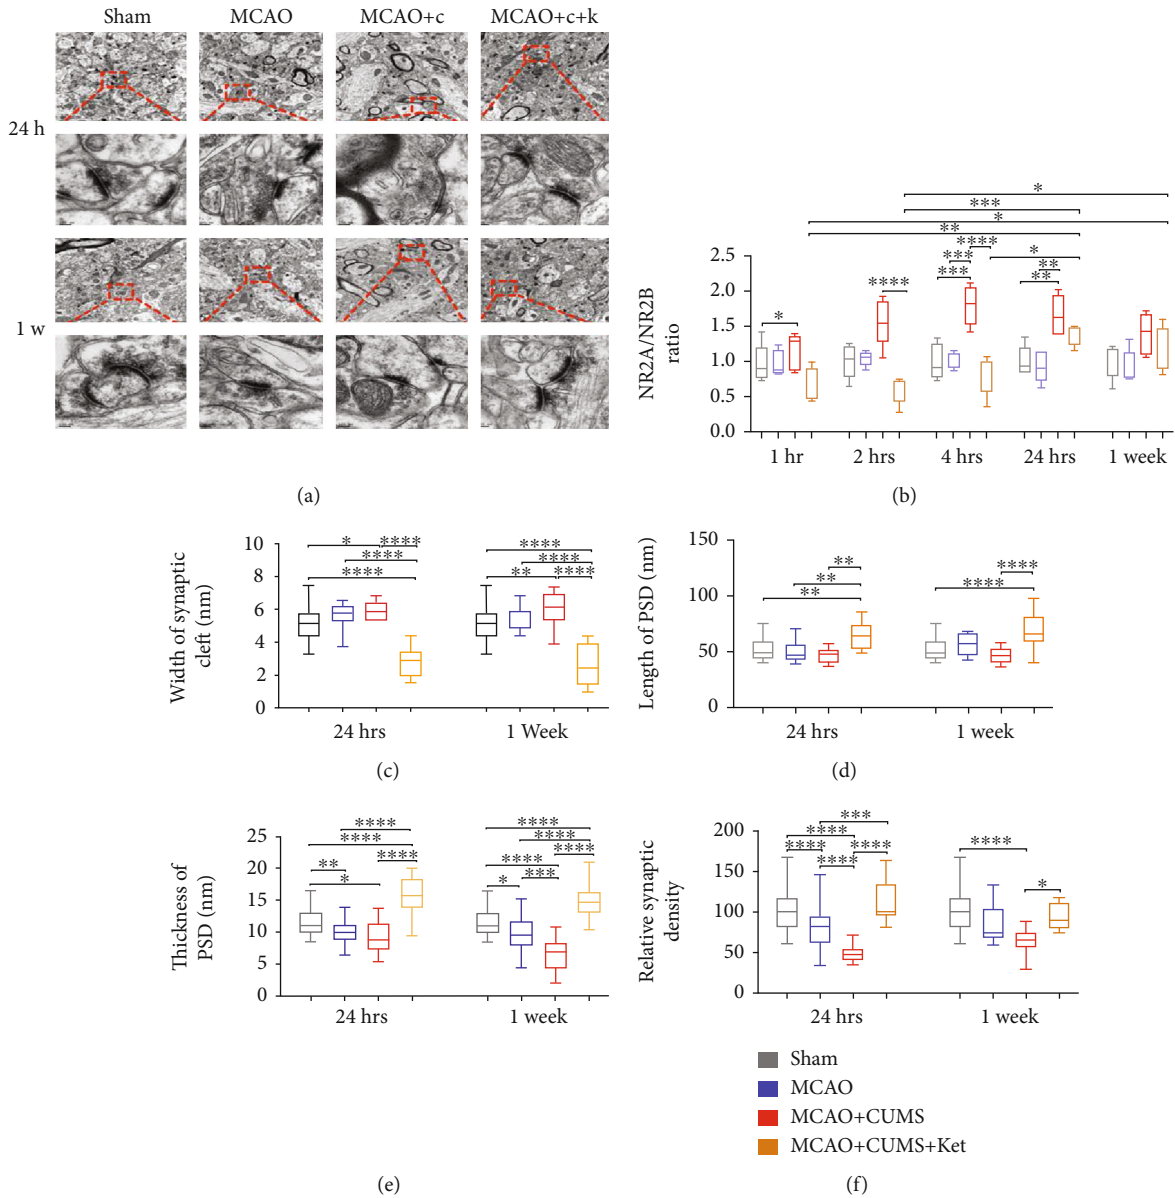 Sham MCAO MCAO+c MCAO+c+k
24 h
1 w
(a)
*
***
*
**
**** *
*** **
**** *** **
*
NR2A/NR2B
ratio
2.5
2.0
1.5
1.0
0.5
0.0
1 hr 2 hrs 4 hrs 24 hrs 1 week
(b)
Width of synaptic
cleft (nm)
10
8
6
4
2
0
* **** ****
**** ****
**** ** ****
24 hrs 1 Week
(c)
Length of PSD (nm)
150
100
50
0
** ****
** ****
**
24 hrs 1 week
(d)
Thickness of
PSD (nm)
25
20
15
10
5
0
**** ****
**** ****
** **** **** ****
* * ***
24 hrs 1 week
(e)
Relative synaptic
density
200
150
100
50
0
***
**** ****
**** ****
**** *
24 hrs 1 week
Sham
MCAO
MCAO+CUMS
MCAO+CUMS+Ket
(f)